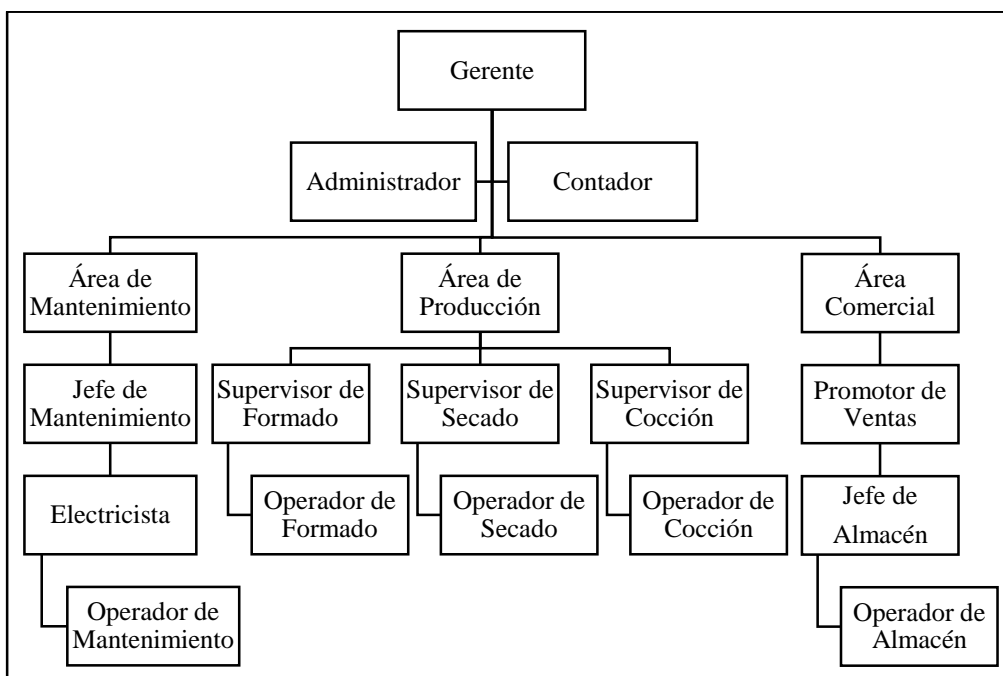 Gerente
Administrador
Contador
Área de
Mantenimiento
Área de
Producción
Área
Comercial
Jefe de
Mantenimiento
Supervisor de
Formado
Supervisor de
Secado
Supervisor de
Cocción
Promotor de
Ventas
Electricista
Operador de
Formado
Operador de
Secado
Operador de
Cocción
Jefe de
Almacén
Operador de
Mantenimiento
Operador de
Almacén